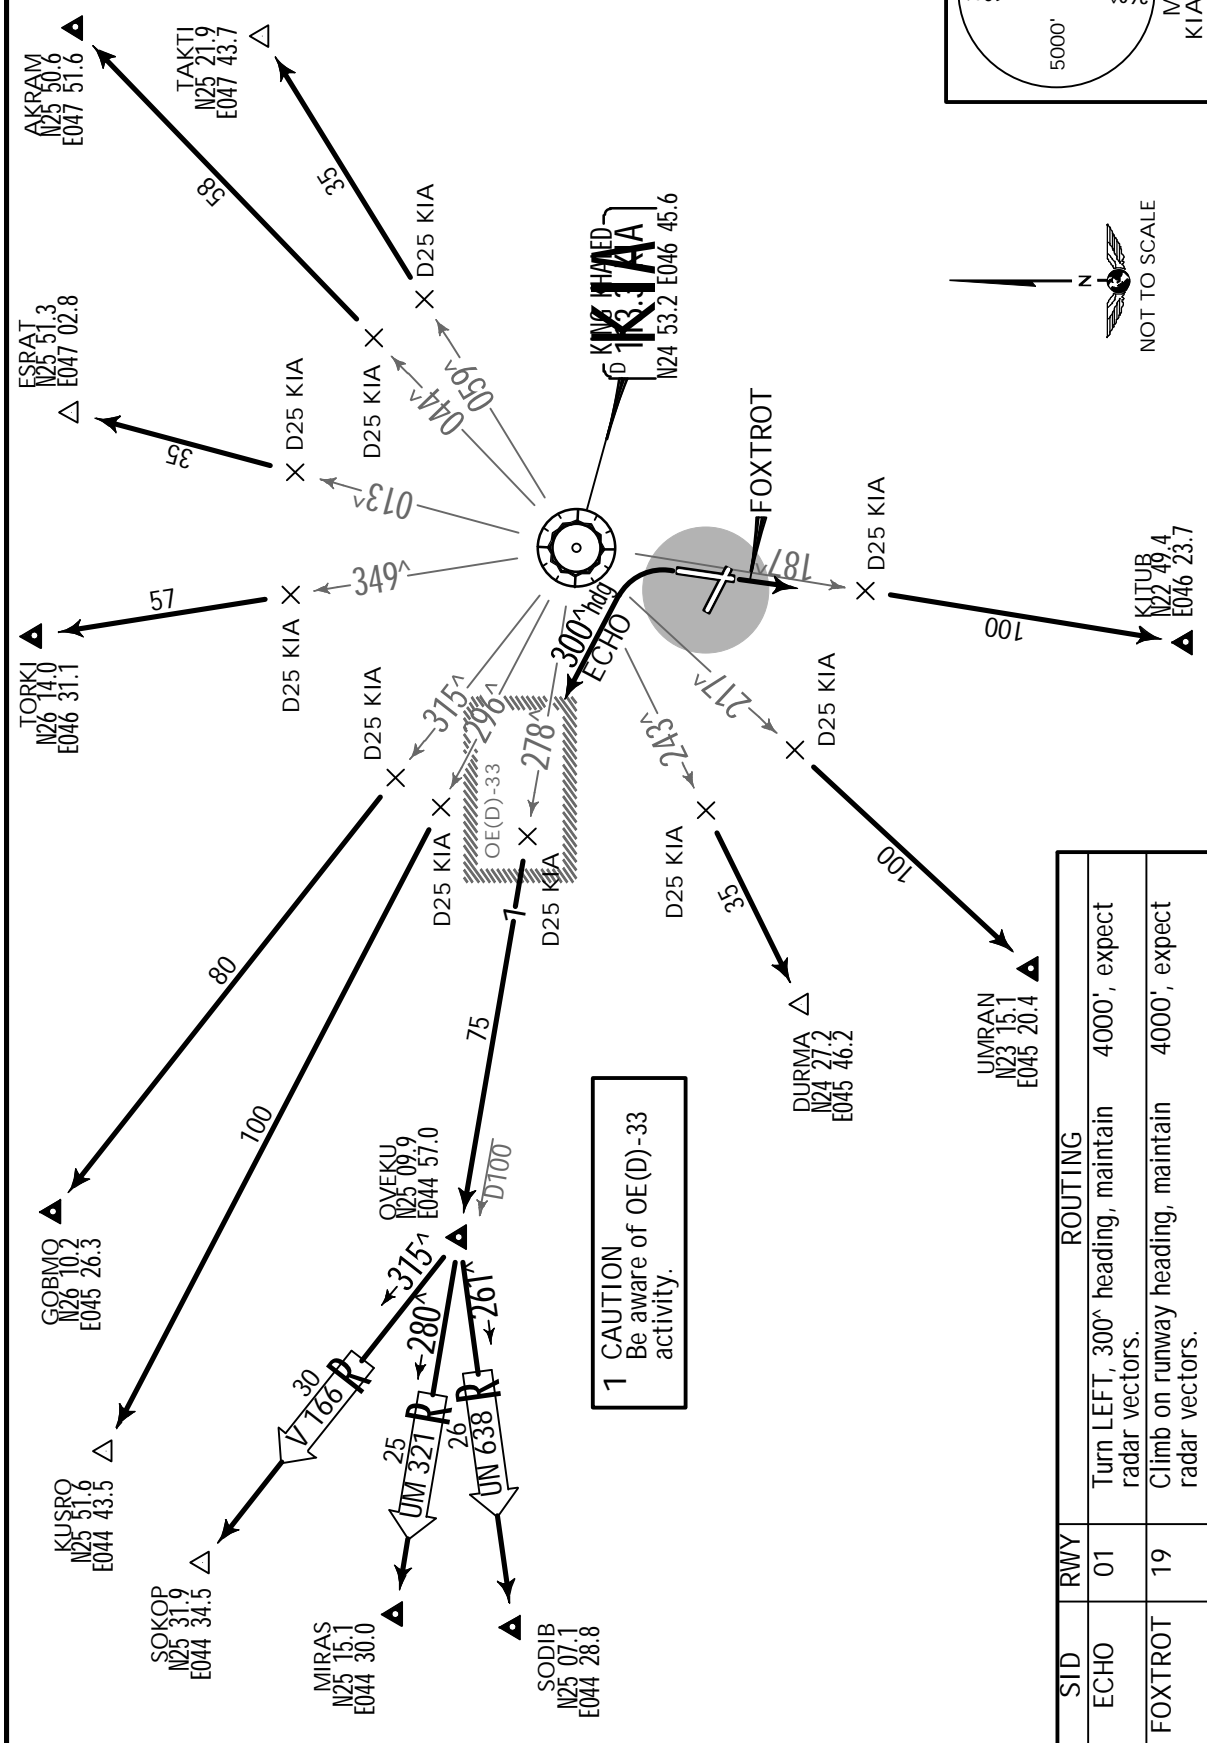 AKRAM
N25 50.6
E047 51.6
TAKTI
N25 21.9
E047 43.7
58
35
D25 KIA
D25 KIA
ESRAT
N25 51.3
E047 02.8
35
D25 KIA
TORKI
N26 14.0
E046 31.1
57
D25 KIA
059^
044^
013^
349^
KING KHALED
D 113.3 KIA
N24 53.2 E046 45.6
5000'
KIA
N
NOT TO SCALE
GOBMO
N26 10.2
E045 26.3
80
D25 KIA
315^
KUSRO
N25 51.6
E044 43.5
100
D25 KIA
296^
OE(D)-33
278^
D25 KIA
1
75
OVEKU
N25 09.9
E044 57.0
D100
300^ hdg
ECHO
FOXTROT
187^
D25 KIA
100
KITUB
N22 49.4
E046 23.7
217^
D25 KIA
100
UMRAN
N23 15.1
E045 20.4
243^
D25 KIA
35
DURMA
N24 27.2
E045 46.2
315^
30
V 166 R
SOKOP
N25 31.9
E044 34.5
280^
25
UM 321 R
MIRAS
N25 15.1
E044 30.0
261^
26
UN 638 R
SODIB
N25 07.1
E044 28.8
1 CAUTION
Be aware of OE(D)-33
activity.
SID RWY ROUTING
ECHO 01 Turn LEFT, 300^ heading, maintain 4000', expect
radar vectors.
FOXTROT 19 Climb on runway heading, maintain 4000', expect
radar vectors.